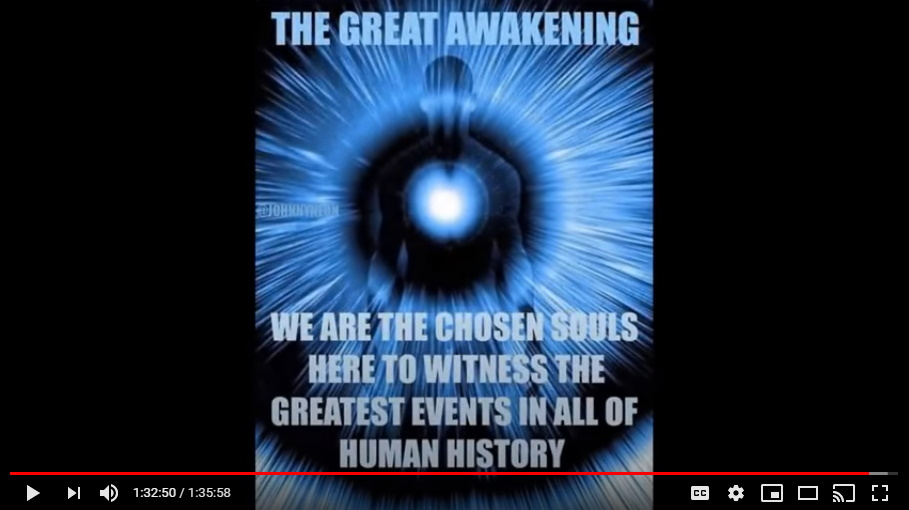 THE GREAT AWAKENING
WE ARE THE CHOSEN SOULS
HERE TO WITNESS THE
GREATEST EVENTS IN ALL OF
HUMAN HISTORY
1:32:50 / 1:35:58
CC